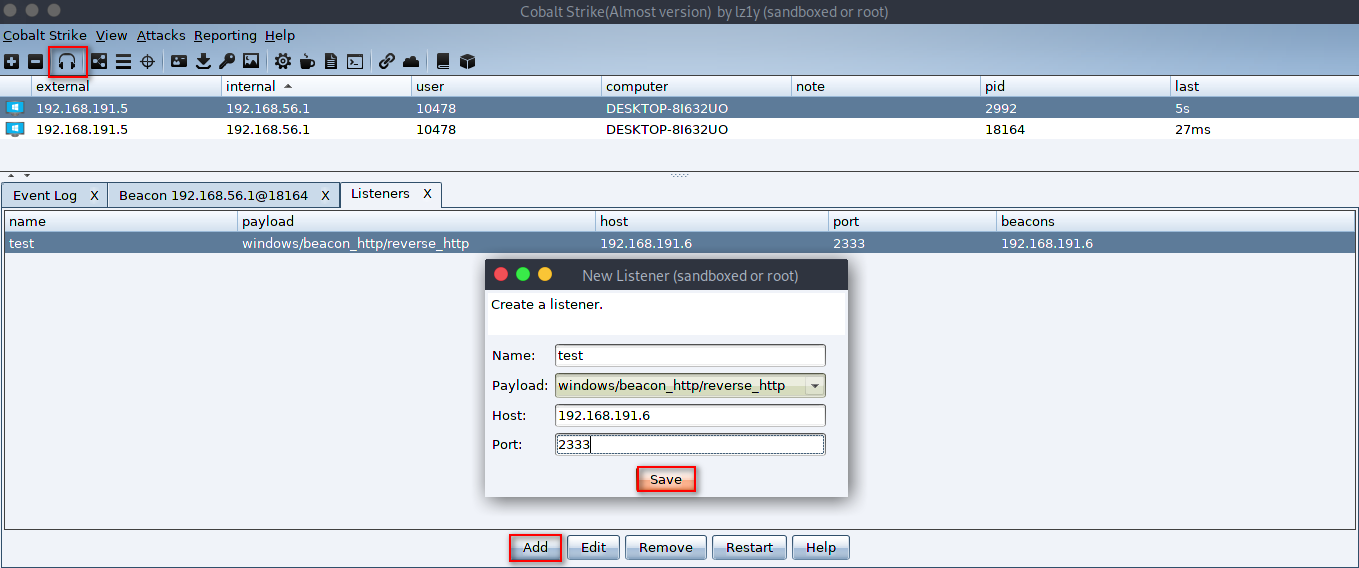 Cobalt Strike(Almost version) by lz1y (sandboxed or root)
Cobalt Strike View Attacks Reporting Help
external internal user computer note pid last
192.168.191.5 192.168.56.1 10478 DESKTOP-8I632UO 2992 5s
192.168.191.5 192.168.56.1 10478 DESKTOP-8I632UO 18164 27ms
Event Log X Beacon 192.168.56.1@18164 X Listeners X
name payload host port beacons
test windows/beacon_http/reverse_http 192.168.191.6 2333 192.168.191.6
New Listener (sandboxed or root)
Create a listener.
Name: test
Payload: windows/beacon_http/reverse_http
Host: 192.168.191.6
Port: 2333
Save
Add Edit Remove Restart Help